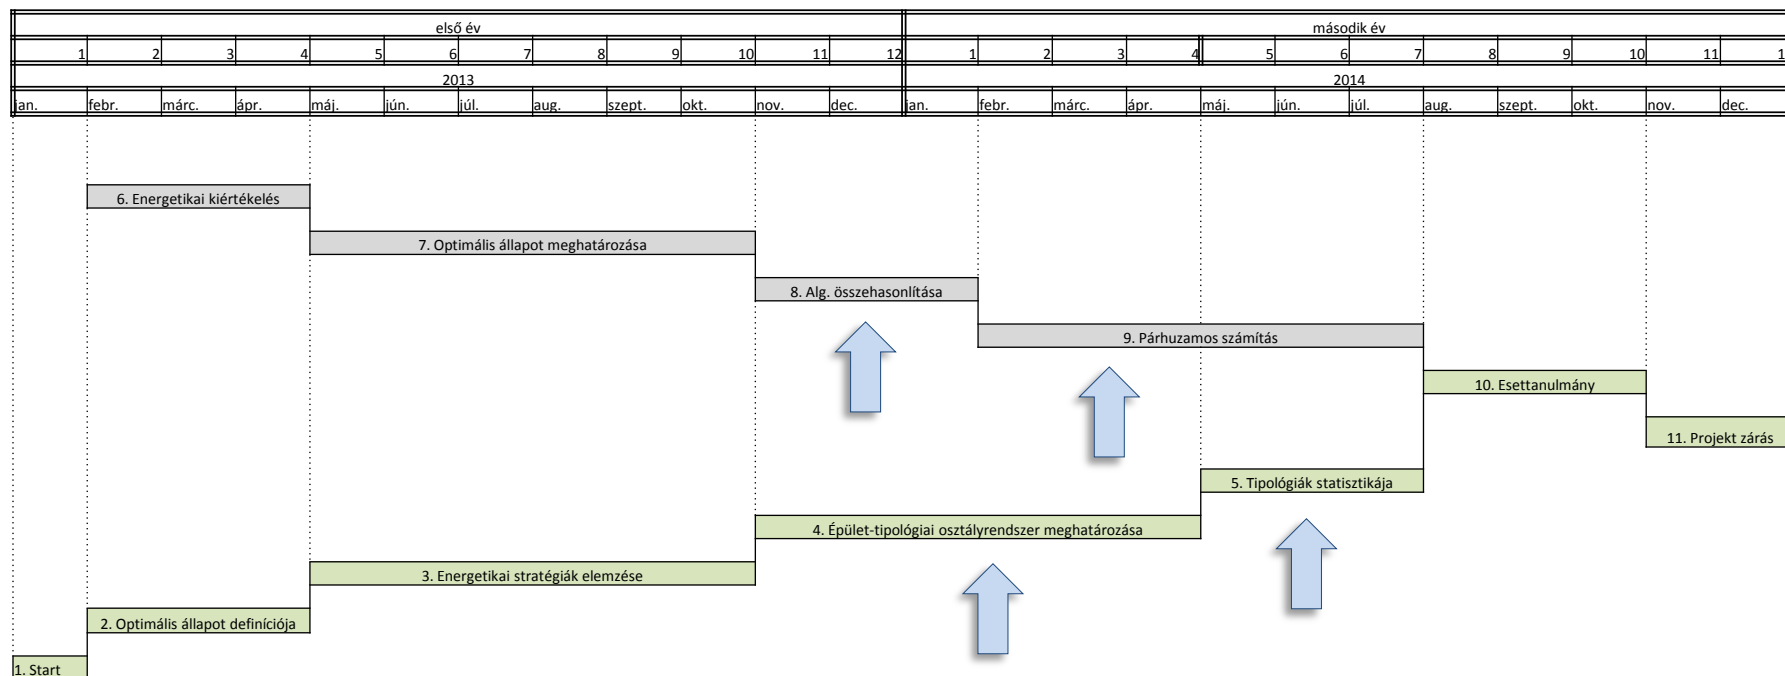 első év második év
1 2 3 4 5 6 7 8 9 10 11 12 1 2 3 4 5 6 7 8 9 10 11
2013 2014
jan. febr. márc. ápr. máj. jún. júl. aug. szept. okt. nov. dec. jan. febr. márc. ápr. máj. jún. júl. aug. szept. okt. nov. dec.
6. Energetikai kiértékelés
7. Optimális állapot meghatározása
8. Alg. összehasonlítása
9. Párhuzamos számítás
10. Esettanulmány
11. Projekt zárás
5. Tipológiák statisztikája
4. Épület-tipológiai osztályrendszer meghatározása
3. Energetikai stratégiák elemzése
2. Optimális állapot definíciója
1. Start